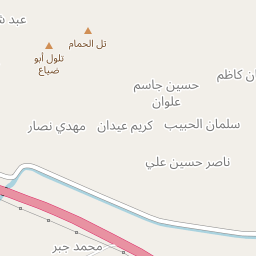 عبد ش
تل الحمام
تلول أبو
ضباع
ان كاظم
حسين جاسم
علوان
سلمان الحبيب
كريم عيدان
مهدي نصار
ناصر حسين علي
محمد جبر